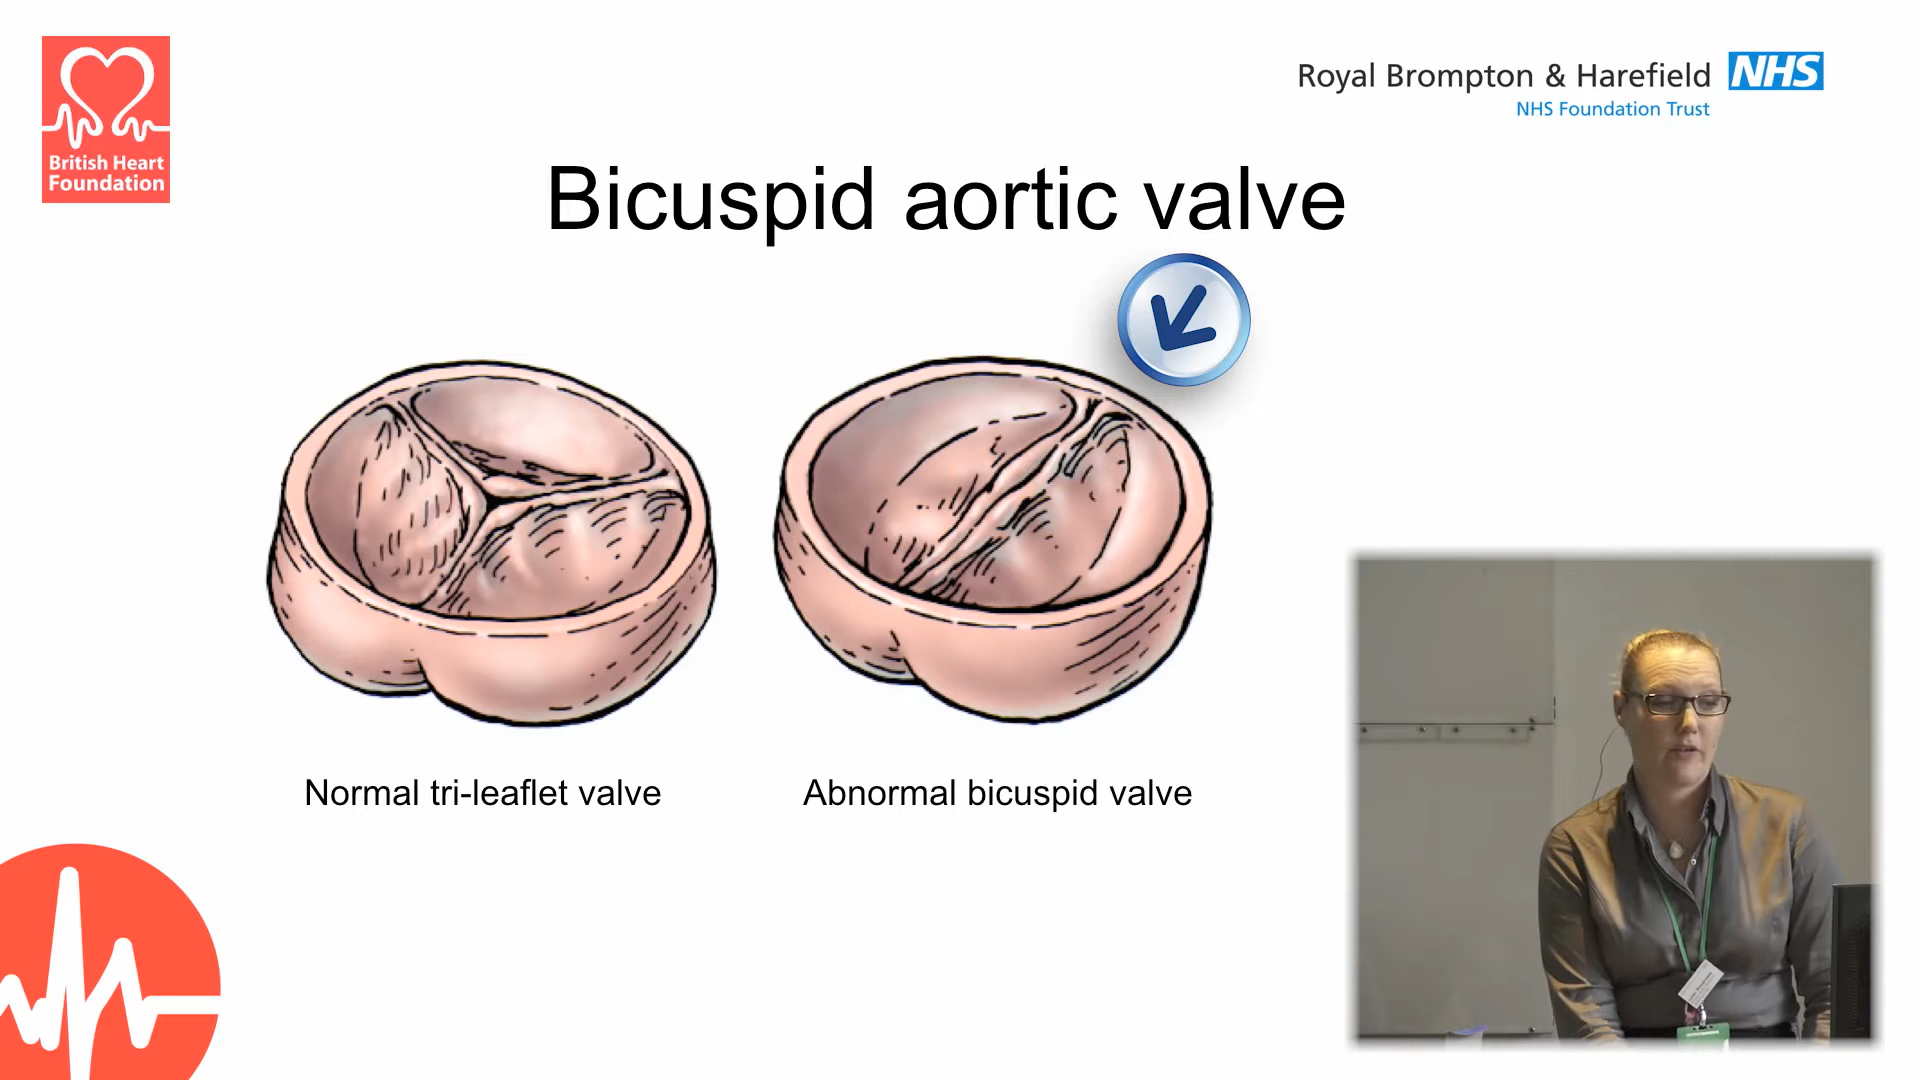 British Heart
Foundation
Royal Brompton & Harefield NHS
NHS Foundation Trust
Bicuspid aortic valve
Normal tri-leaflet valve
Abnormal bicuspid valve